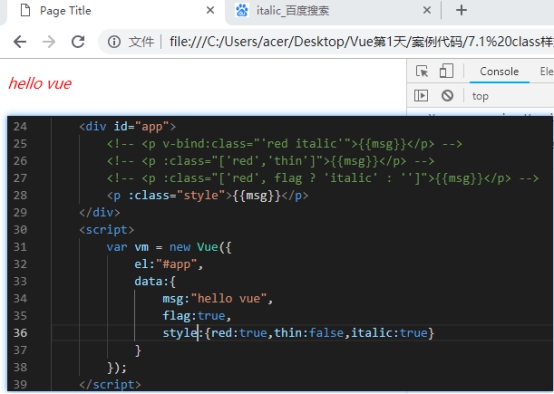 Page Title
italic_百度搜索
文件 file:///C:/Users/acer/Desktop/Vue第1天/案例代码/7.1%20class样
hello vue
Console Ele
top
24 <div id="app">
25 <!-- <p v-bind:class="'red italic'">{{msg}}</p> -->
26 <!-- <p :class="['red','thin']">{{msg}}</p> -->
27 <!-- <p :class="['red', flag ? 'italic' : '']">{{msg}}</p> -->
28 <p :class="style">{{msg}}</p>
29 </div>
30 <script>
31 var vm = new Vue({
32 el:"#app",
33 data:{
34 msg:"hello vue",
35 flag:true,
36 style:{red:true,thin:false,italic:true}
37 }
38 });
39 </script>